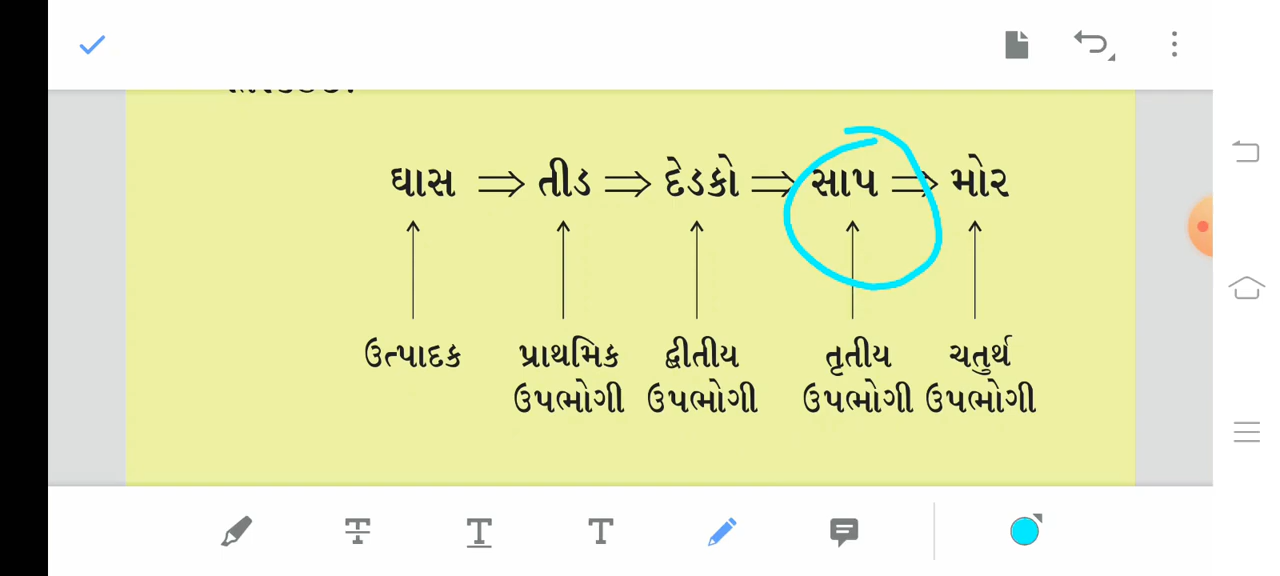 ઘાસ ⇒ તીડ ⇒ દેડકો ⇒ સાપ ⇒ મોર
ઉત્પાદક પ્રાથમિક દ્વીતીય તૃતીય ચતુર્થ
ઉપભોગી ઉપભોગી ઉપભોગી ઉપભોગી